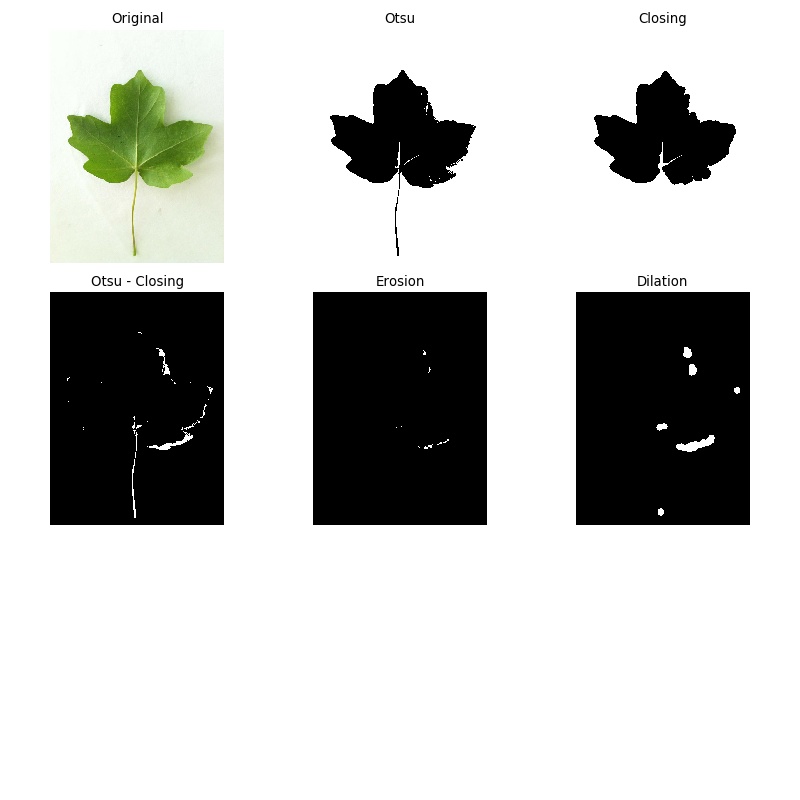 Original
Otsu
Closing
Otsu - Closing
Erosion
Dilation